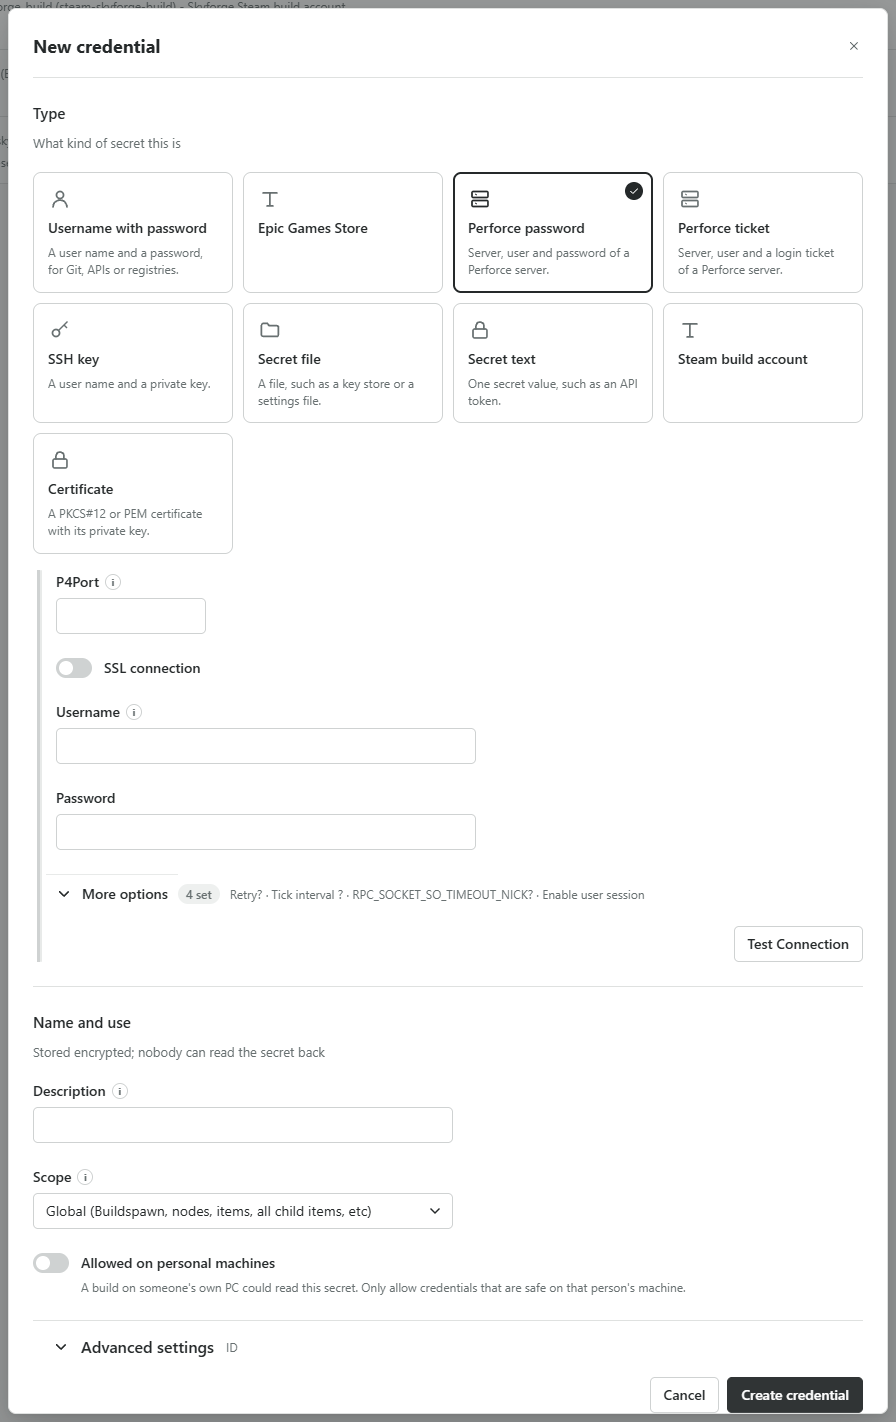 New credential
Type
What kind of secret this is
Username with password
A user name and a password,
for Git, APIs or registries.
Epic Games Store
Perforce password
Server, user and password of a
Perforce server.
Perforce ticket
Server, user and a login ticket
of a Perforce server.
SSH key
A user name and a private key.
Secret file
A file, such as a key store or a
settings file.
Secret text
One secret value, such as an API
token.
Steam build account
Certificate
A PKCS#12 or PEM certificate
with its private key.
P4Port
SSL connection
Username
Password
More options 4 set Retry? · Tick interval ? · RPC_SOCKET_SO_TIMEOUT_NICK? · Enable user session
Test Connection
Name and use
Stored encrypted; nobody can read the secret back
Description
Scope
Global (Buildspawn, nodes, items, all child items, etc)
Allowed on personal machines
A build on someone's own PC could read this secret. Only allow credentials that are safe on that person's machine.
Advanced settings ID
Cancel
Create credential